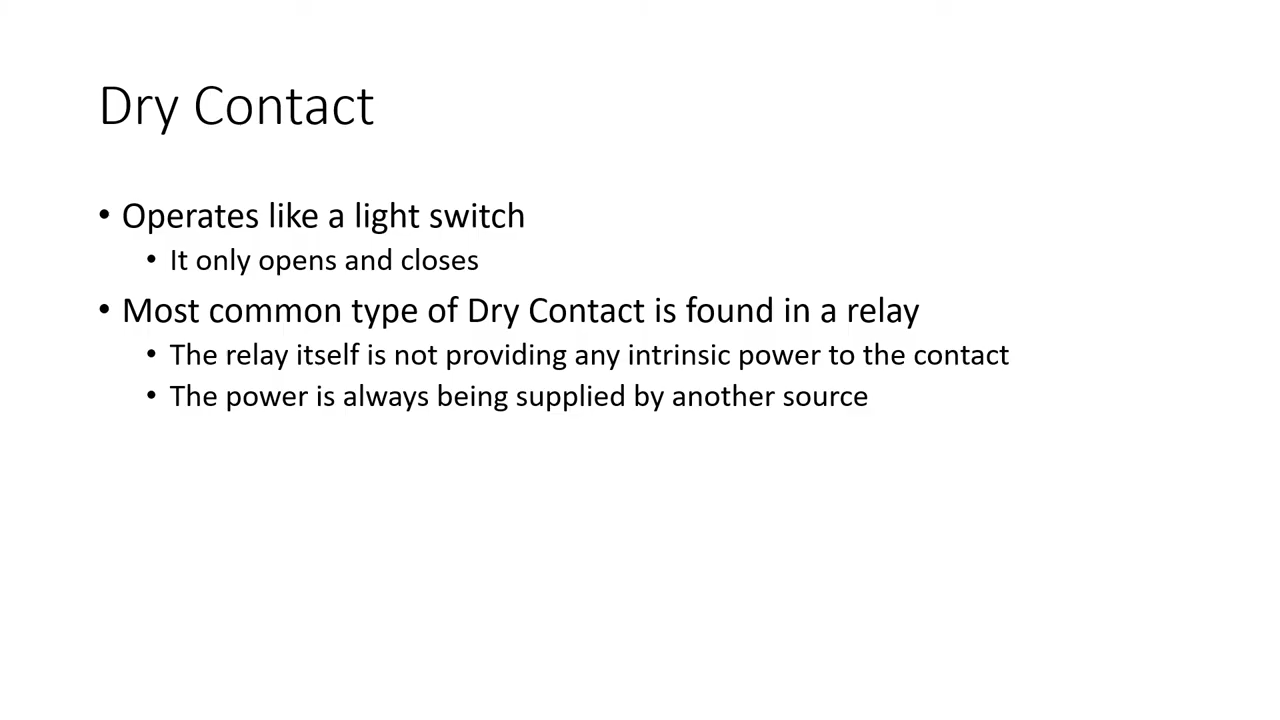 Dry Contact
• Operates like a light switch
• It only opens and closes
• Most common type of Dry Contact is found in a relay
• The relay itself is not providing any intrinsic power to the contact
• The power is always being supplied by another source